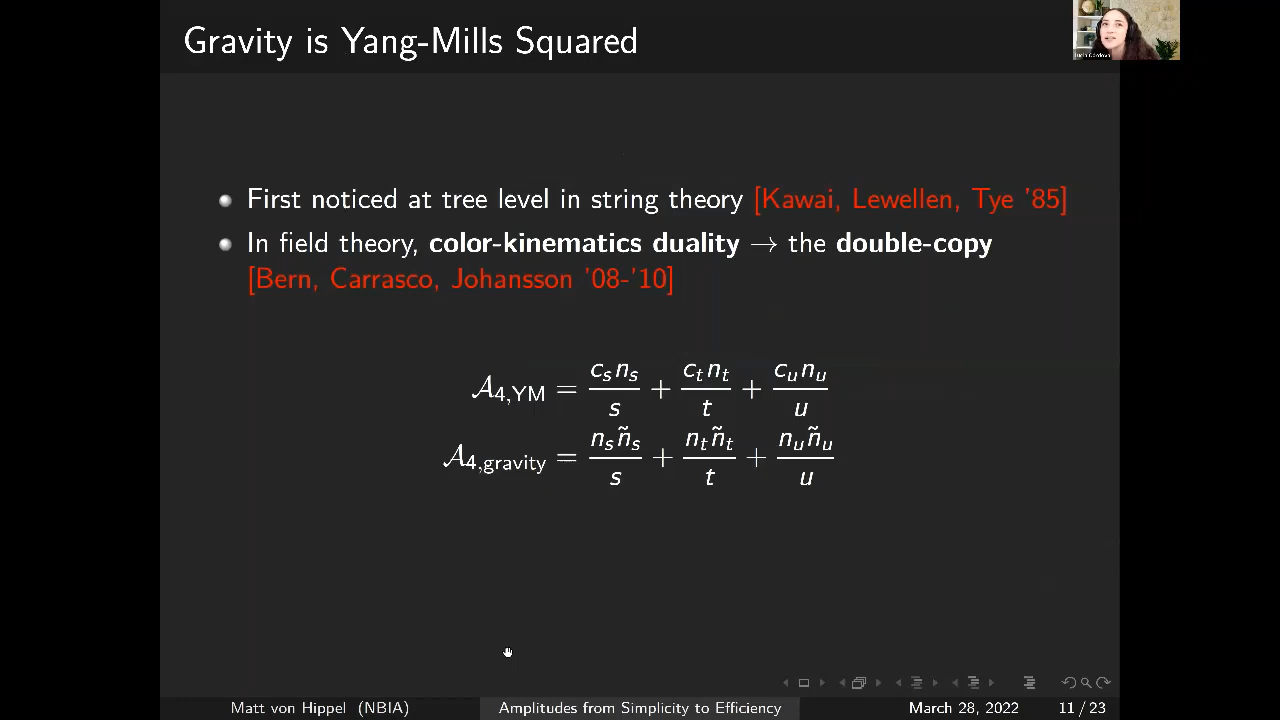 Gravity is Yang-Mills Squared
Lucía Córdova
First noticed at tree level in string theory [Kawai, Lewellen, Tye '85]
In field theory, color-kinematics duality → the double-copy
[Bern, Carrasco, Johansson '08-'10]
𝒜₄,YM = cₛnₛ/s + cₜnₜ/t + cᵤnᵤ/u
𝒜₄,gravity = nₛñₛ/s + nₜñₜ/t + nᵤñᵤ/u
Matt von Hippel (NBIA) Amplitudes from Simplicity to Efficiency March 28, 2022 11 / 23